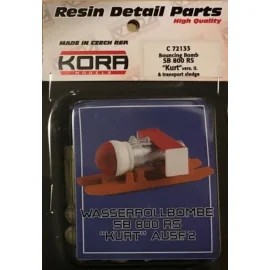 Resin Detail Parts
High Quality
MADE IN CZECH REP.
KORA
MODELS
C 72133
Bouncing Bomb
SB 800 RS
"Kurt" vers. II.
& transport sledge
WASSERROLLBOMBE
SB 800 RS
"KURT" AUSF.2